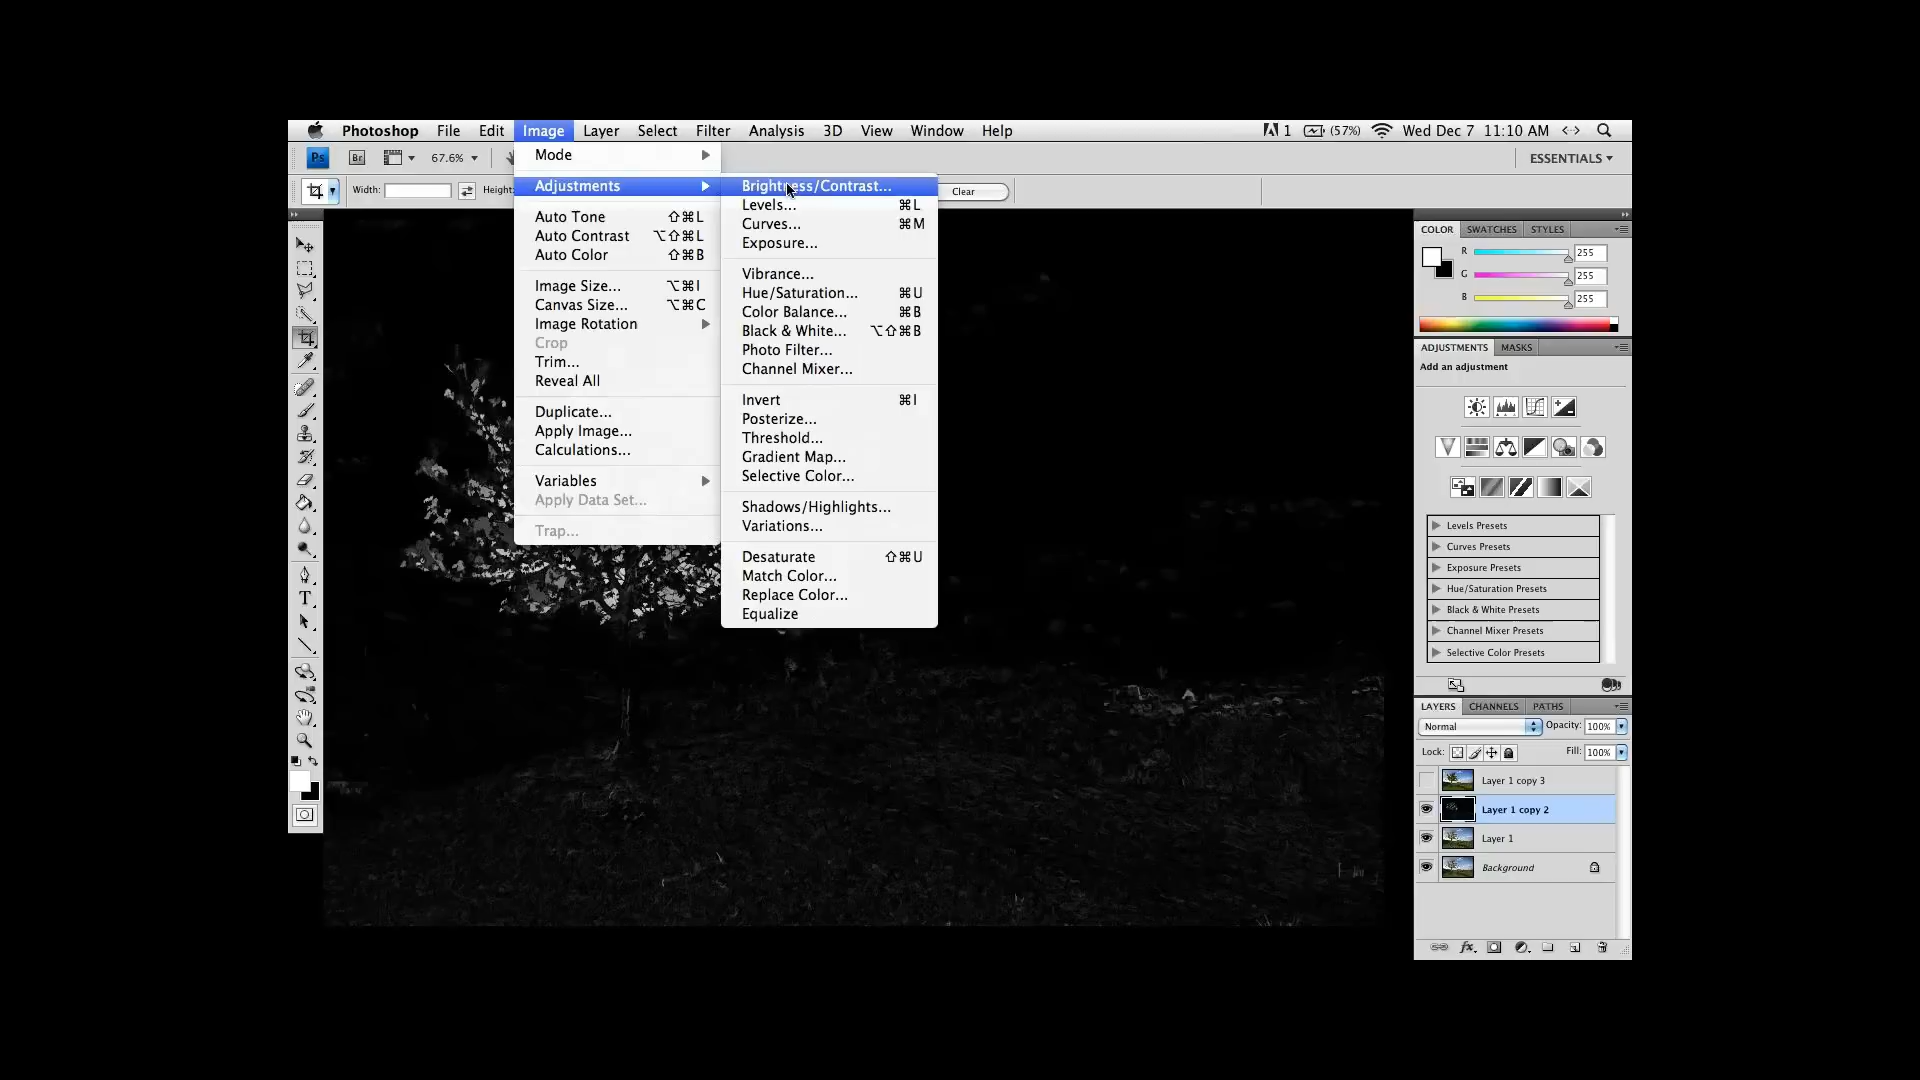 Photoshop File Edit Image Layer Select Filter Analysis 3D View Window Help 1 (57%) Wed Dec 7 11:10 AM
Ps Br 67.6% ESSENTIALS
Width: Height: Clear
Mode
Adjustments
Auto Tone ⇧⌘L
Auto Contrast ⌥⇧⌘L
Auto Color ⇧⌘B
Image Size... ⌥⌘I
Canvas Size... ⌥⌘C
Image Rotation
Crop
Trim...
Reveal All
Duplicate...
Apply Image...
Calculations...
Variables
Apply Data Set...
Trap...
Brightness/Contrast...
Levels... ⌘L
Curves... ⌘M
Exposure...
Vibrance...
Hue/Saturation... ⌘U
Color Balance... ⌘B
Black & White... ⌥⇧⌘B
Photo Filter...
Channel Mixer...
Invert ⌘I
Posterize...
Threshold...
Gradient Map...
Selective Color...
Shadows/Highlights...
Variations...
Desaturate ⇧⌘U
Match Color...
Replace Color...
Equalize
COLOR SWATCHES STYLES
R 255
G 255
B 255
ADJUSTMENTS MASKS
Add an adjustment
Levels Presets
Curves Presets
Exposure Presets
Hue/Saturation Presets
Black & White Presets
Channel Mixer Presets
Selective Color Presets
LAYERS CHANNELS PATHS
Normal Opacity: 100%
Lock: Fill: 100%
Layer 1 copy 3
Layer 1 copy 2
Layer 1
Background